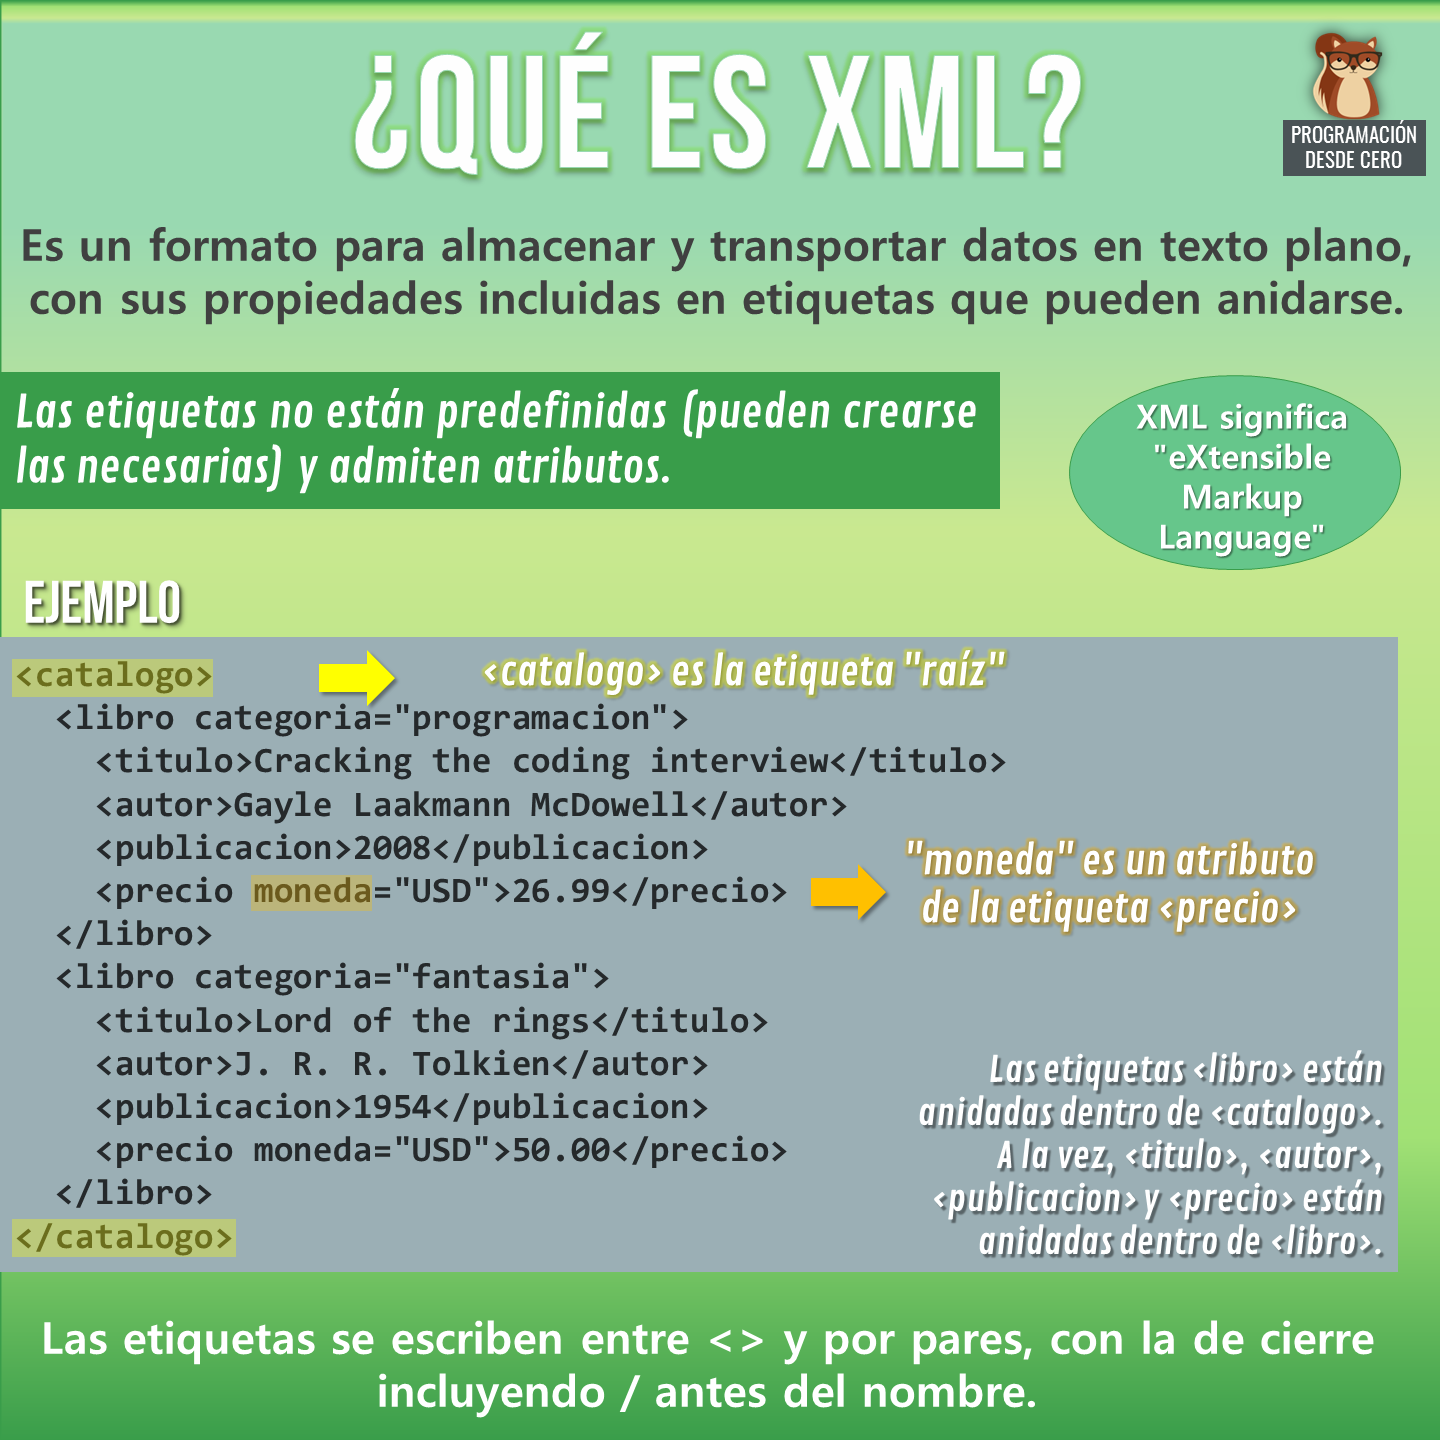 ¿QUÉ ES XML?
PROGRAMACIÓN
DESDE CERO
Es un formato para almacenar y transportar datos en texto plano,
con sus propiedades incluidas en etiquetas que pueden anidarse.
Las etiquetas no están predefinidas (pueden crearse
las necesarias) y admiten atributos.
XML significa
"eXtensible
Markup
Language"
EJEMPLO
<catalogo>
<catalogo> es la etiqueta "raíz"
<libro categoria="programacion">
<titulo>Cracking the coding interview</titulo>
<autor>Gayle Laakmann McDowell</autor>
<publicacion>2008</publicacion>
<precio moneda="USD">26.99</precio>
"moneda" es un atributo
de la etiqueta <precio>
</libro>
<libro categoria="fantasia">
<titulo>Lord of the rings</titulo>
<autor>J. R. R. Tolkien</autor>
<publicacion>1954</publicacion>
<precio moneda="USD">50.00</precio>
</libro>
</catalogo>
Las etiquetas <libro> están
anidadas dentro de <catalogo>.
A la vez, <titulo>, <autor>,
<publicacion> y <precio> están
anidadas dentro de <libro>.
Las etiquetas se escriben entre <> y por pares, con la de cierre
incluyendo / antes del nombre.